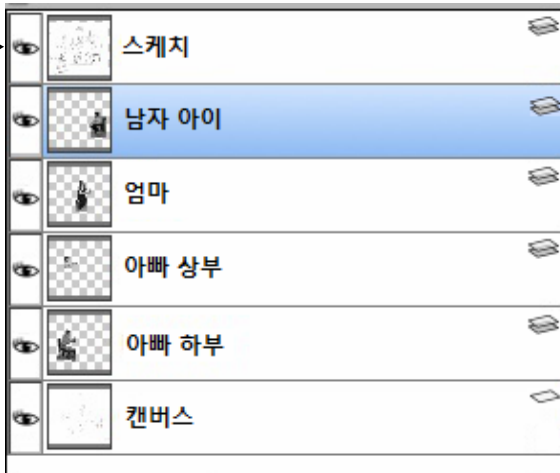 스케치
남자 아이
엄마
아빠 상부
아빠 하부
캔버스